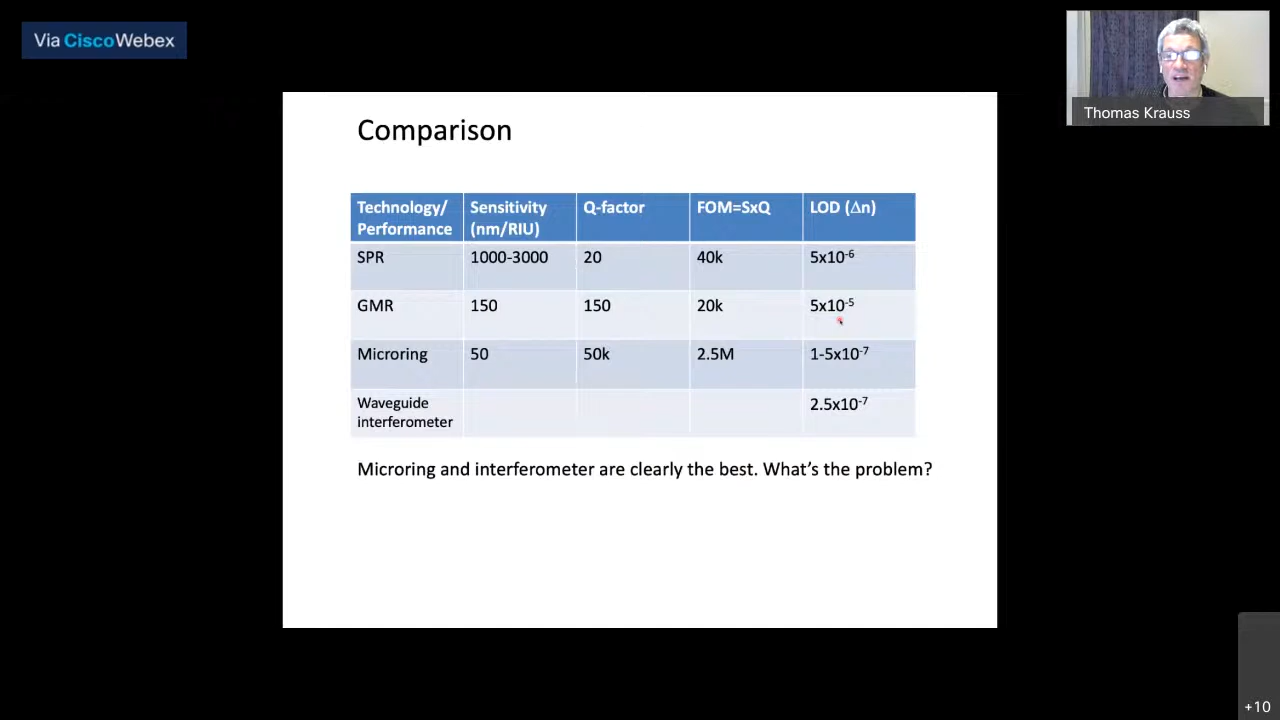 Via Cisco Webex
Thomas Krauss
Comparison
Technology/ Sensitivity Q-factor FOM=SxQ LOD (Δn)
Performance (nm/RIU)
SPR 1000-3000 20 40k 5x10⁻⁶
GMR 150 150 20k 5x10⁻⁵
Microring 50 50k 2.5M 1-5x10⁻⁷
Waveguide 2.5x10⁻⁷
interferometer
Microring and interferometer are clearly the best. What's the problem?
+10